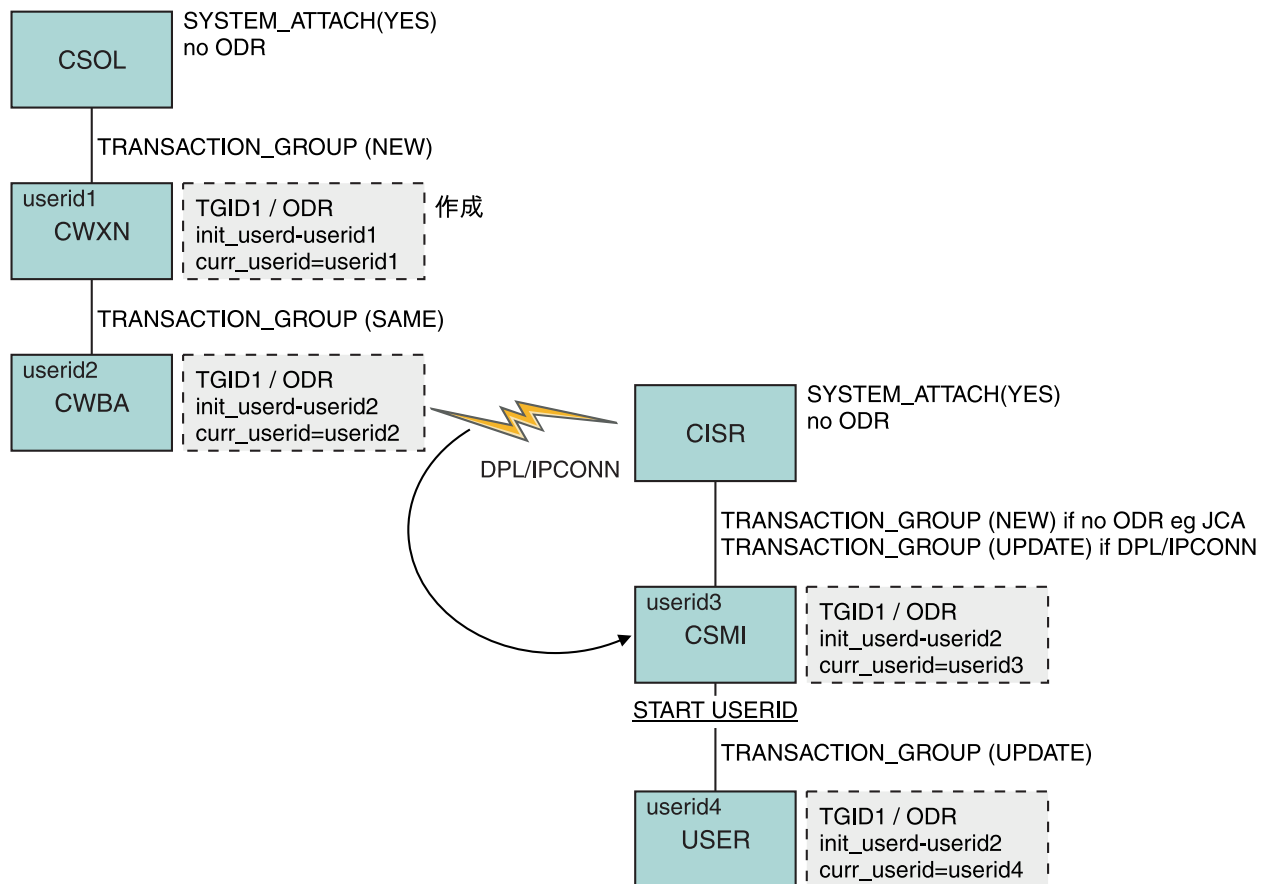 SYSTEM_ATTACH(YES)
no ODR
CSOL
TRANSACTION_GROUP (NEW)
userid1
CWXN
TGID1 / ODR
init_userd-userid1
curr_userid=userid1
作成
TRANSACTION_GROUP (SAME)
userid2
CWBA
TGID1 / ODR
init_userd-userid2
curr_userid=userid2
DPL/IPCONN
CISR
SYSTEM_ATTACH(YES)
no ODR
TRANSACTION_GROUP (NEW) if no ODR eg JCA
TRANSACTION_GROUP (UPDATE) if DPL/IPCONN
userid3
CSMI
TGID1 / ODR
init_userd-userid2
curr_userid=userid3
START USERID
TRANSACTION_GROUP (UPDATE)
userid4
USER
TGID1 / ODR
init_userd-userid2
curr_userid=userid4